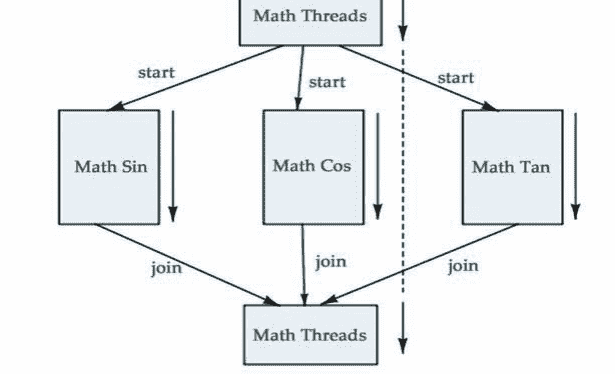 Math Threads
start
start
start
Math Sin
Math Cos
Math Tan
join
join
join
Math Threads